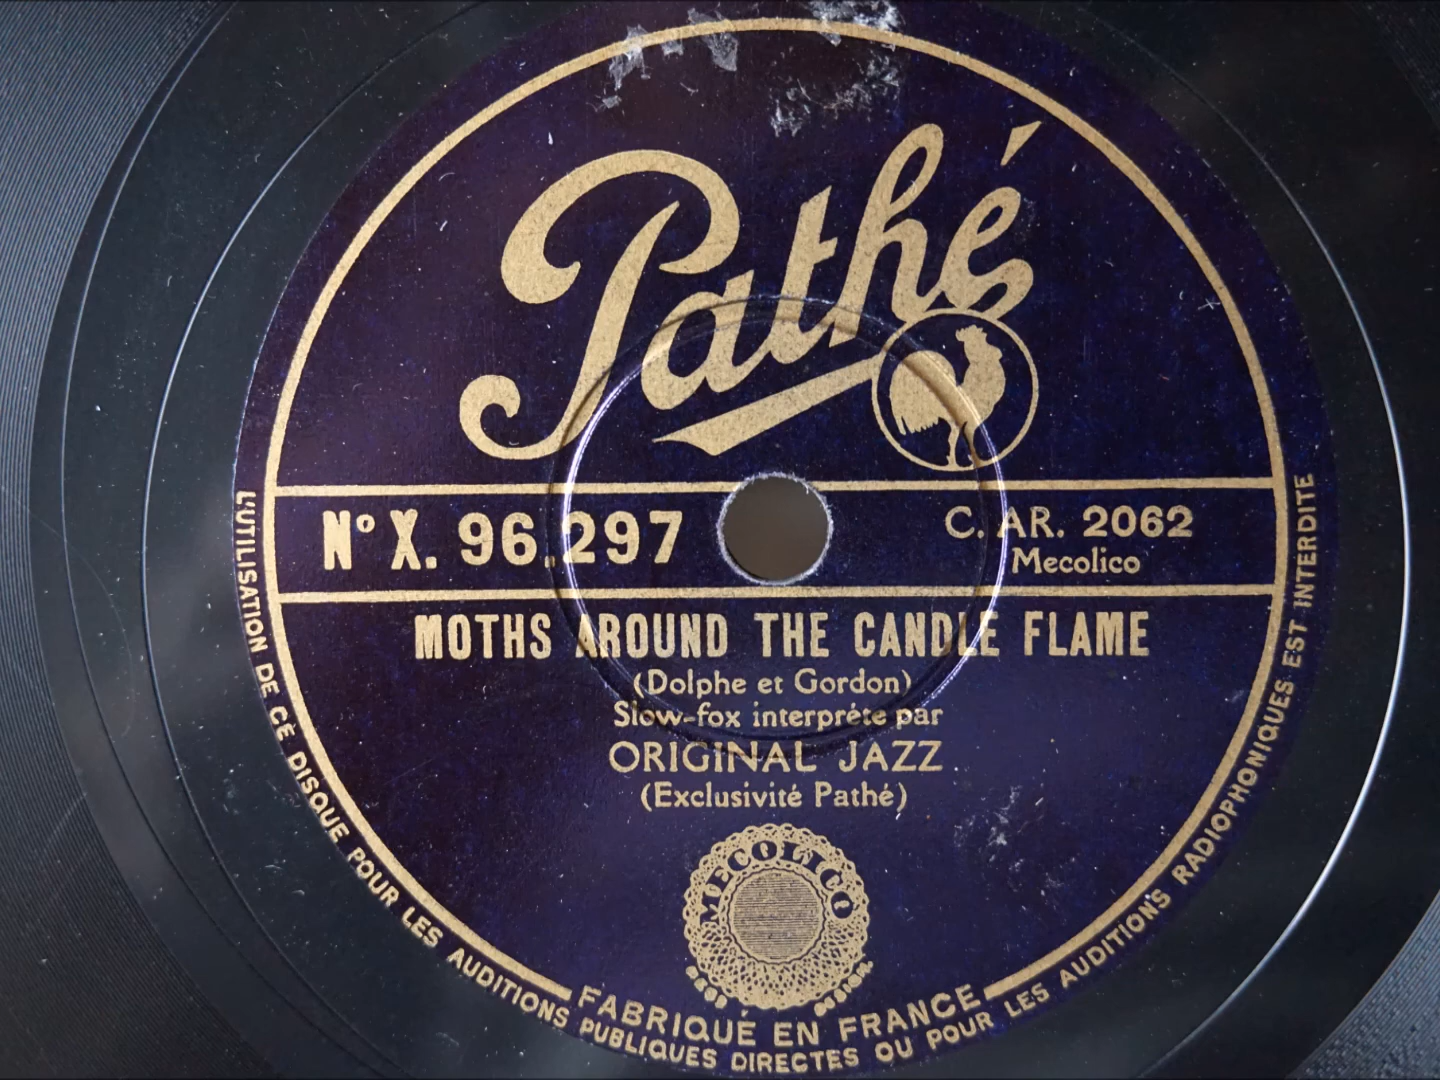 Pathé
Nº X. 96.297
C. AR. 2062
Mecolico
MOTHS AROUND THE CANDLE FLAME
(Dolphe et Gordon)
Slow-fox interprété par
ORIGINAL JAZZ
(Exclusivité Pathé)
MECOLICO
FABRIQUÉ EN FRANCE
L'UTILISATION DE CE DISQUE POUR LES AUDITIONS PUBLIQUES DIRECTES OU POUR LES AUDITIONS RADIOPHONIQUES EST INTERDITE